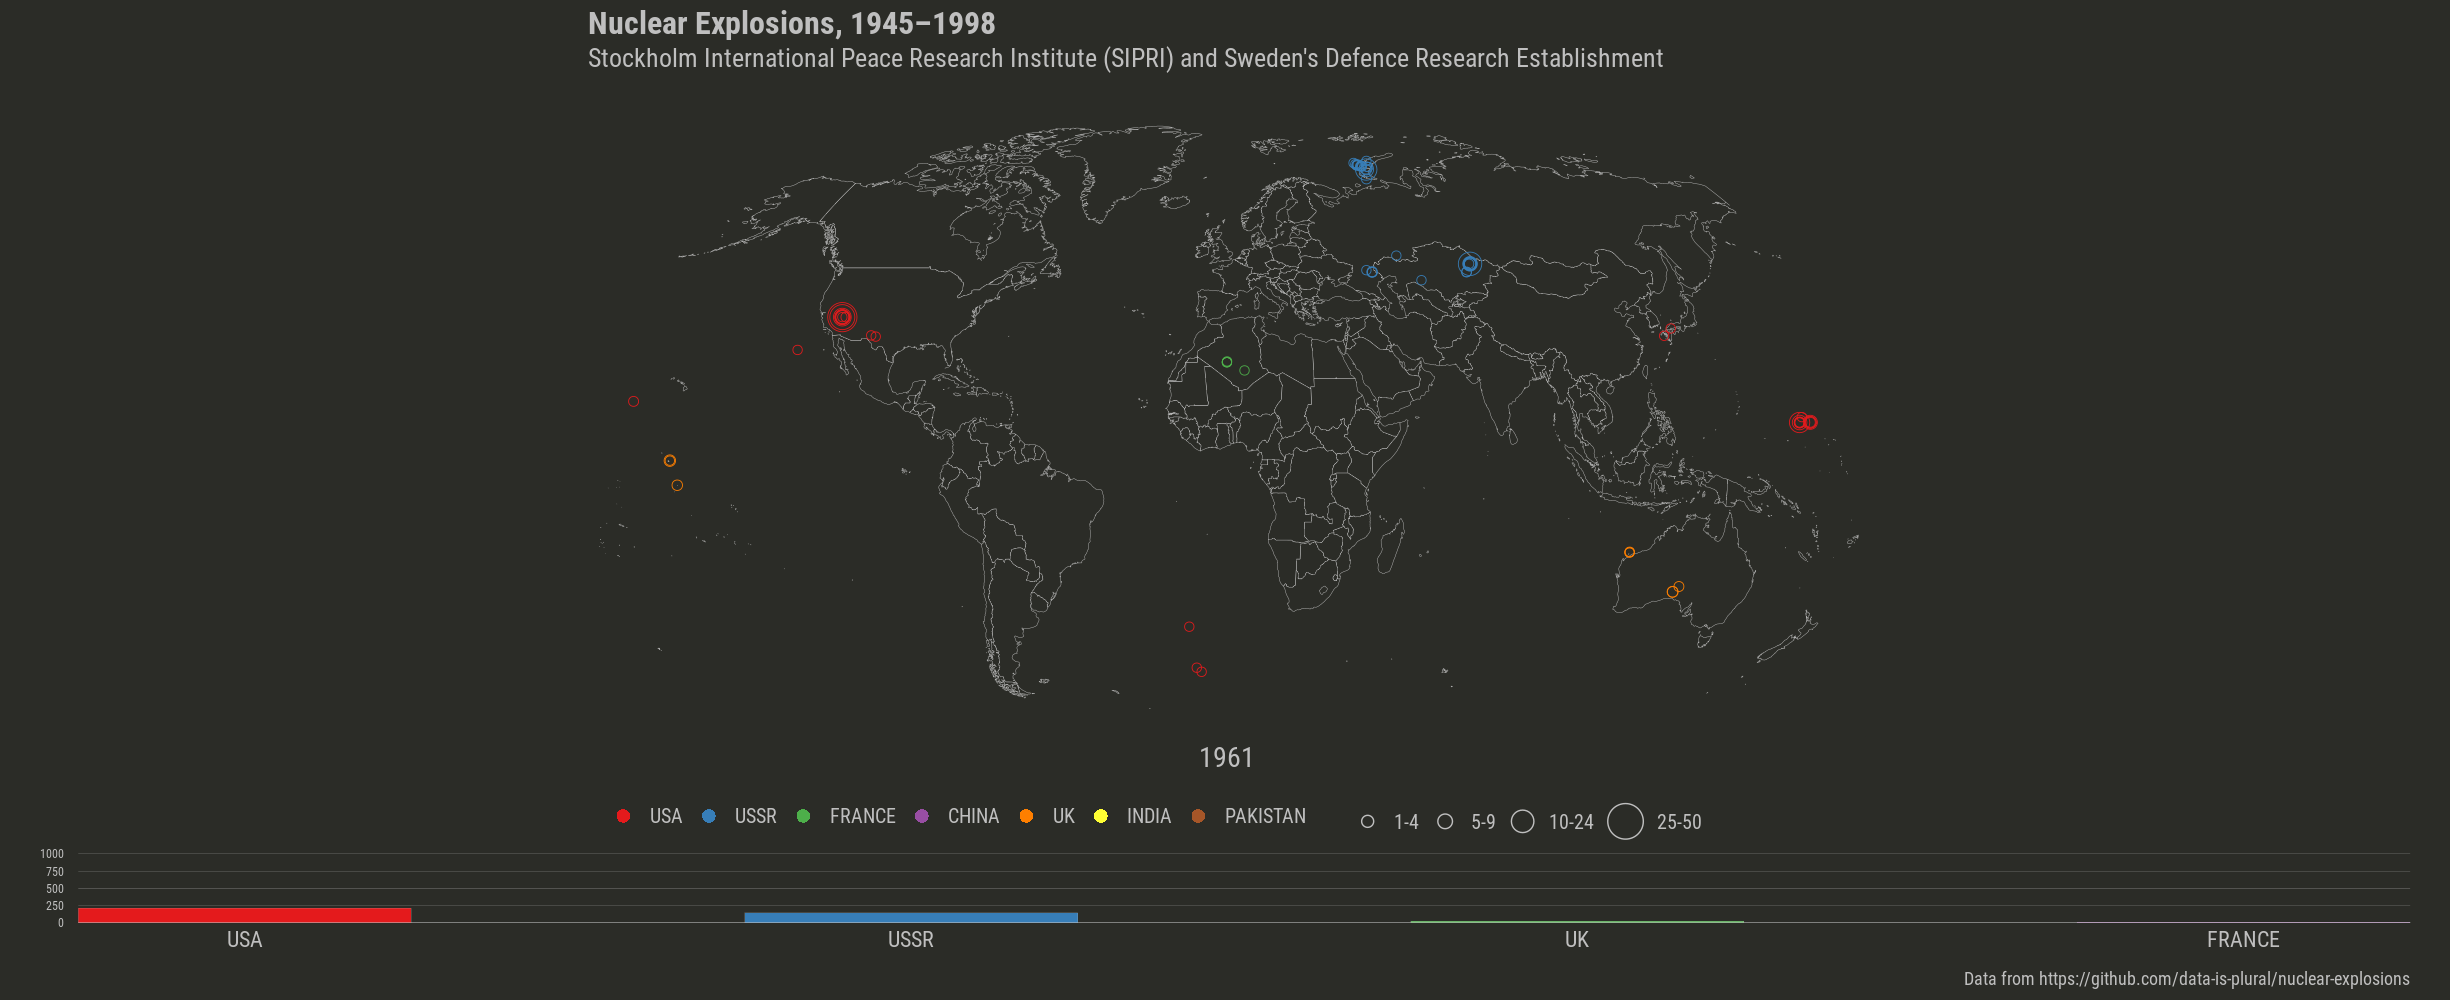 Nuclear Explosions, 1945–1998
Stockholm International Peace Research Institute (SIPRI) and Sweden's Defence Research Establishment
1961
USA USSR FRANCE CHINA UK INDIA PAKISTAN 1-4 5-9 10-24 25-50
1000
750
500
250
0
USA USSR UK FRANCE
Data from https://github.com/data-is-plural/nuclear-explosions